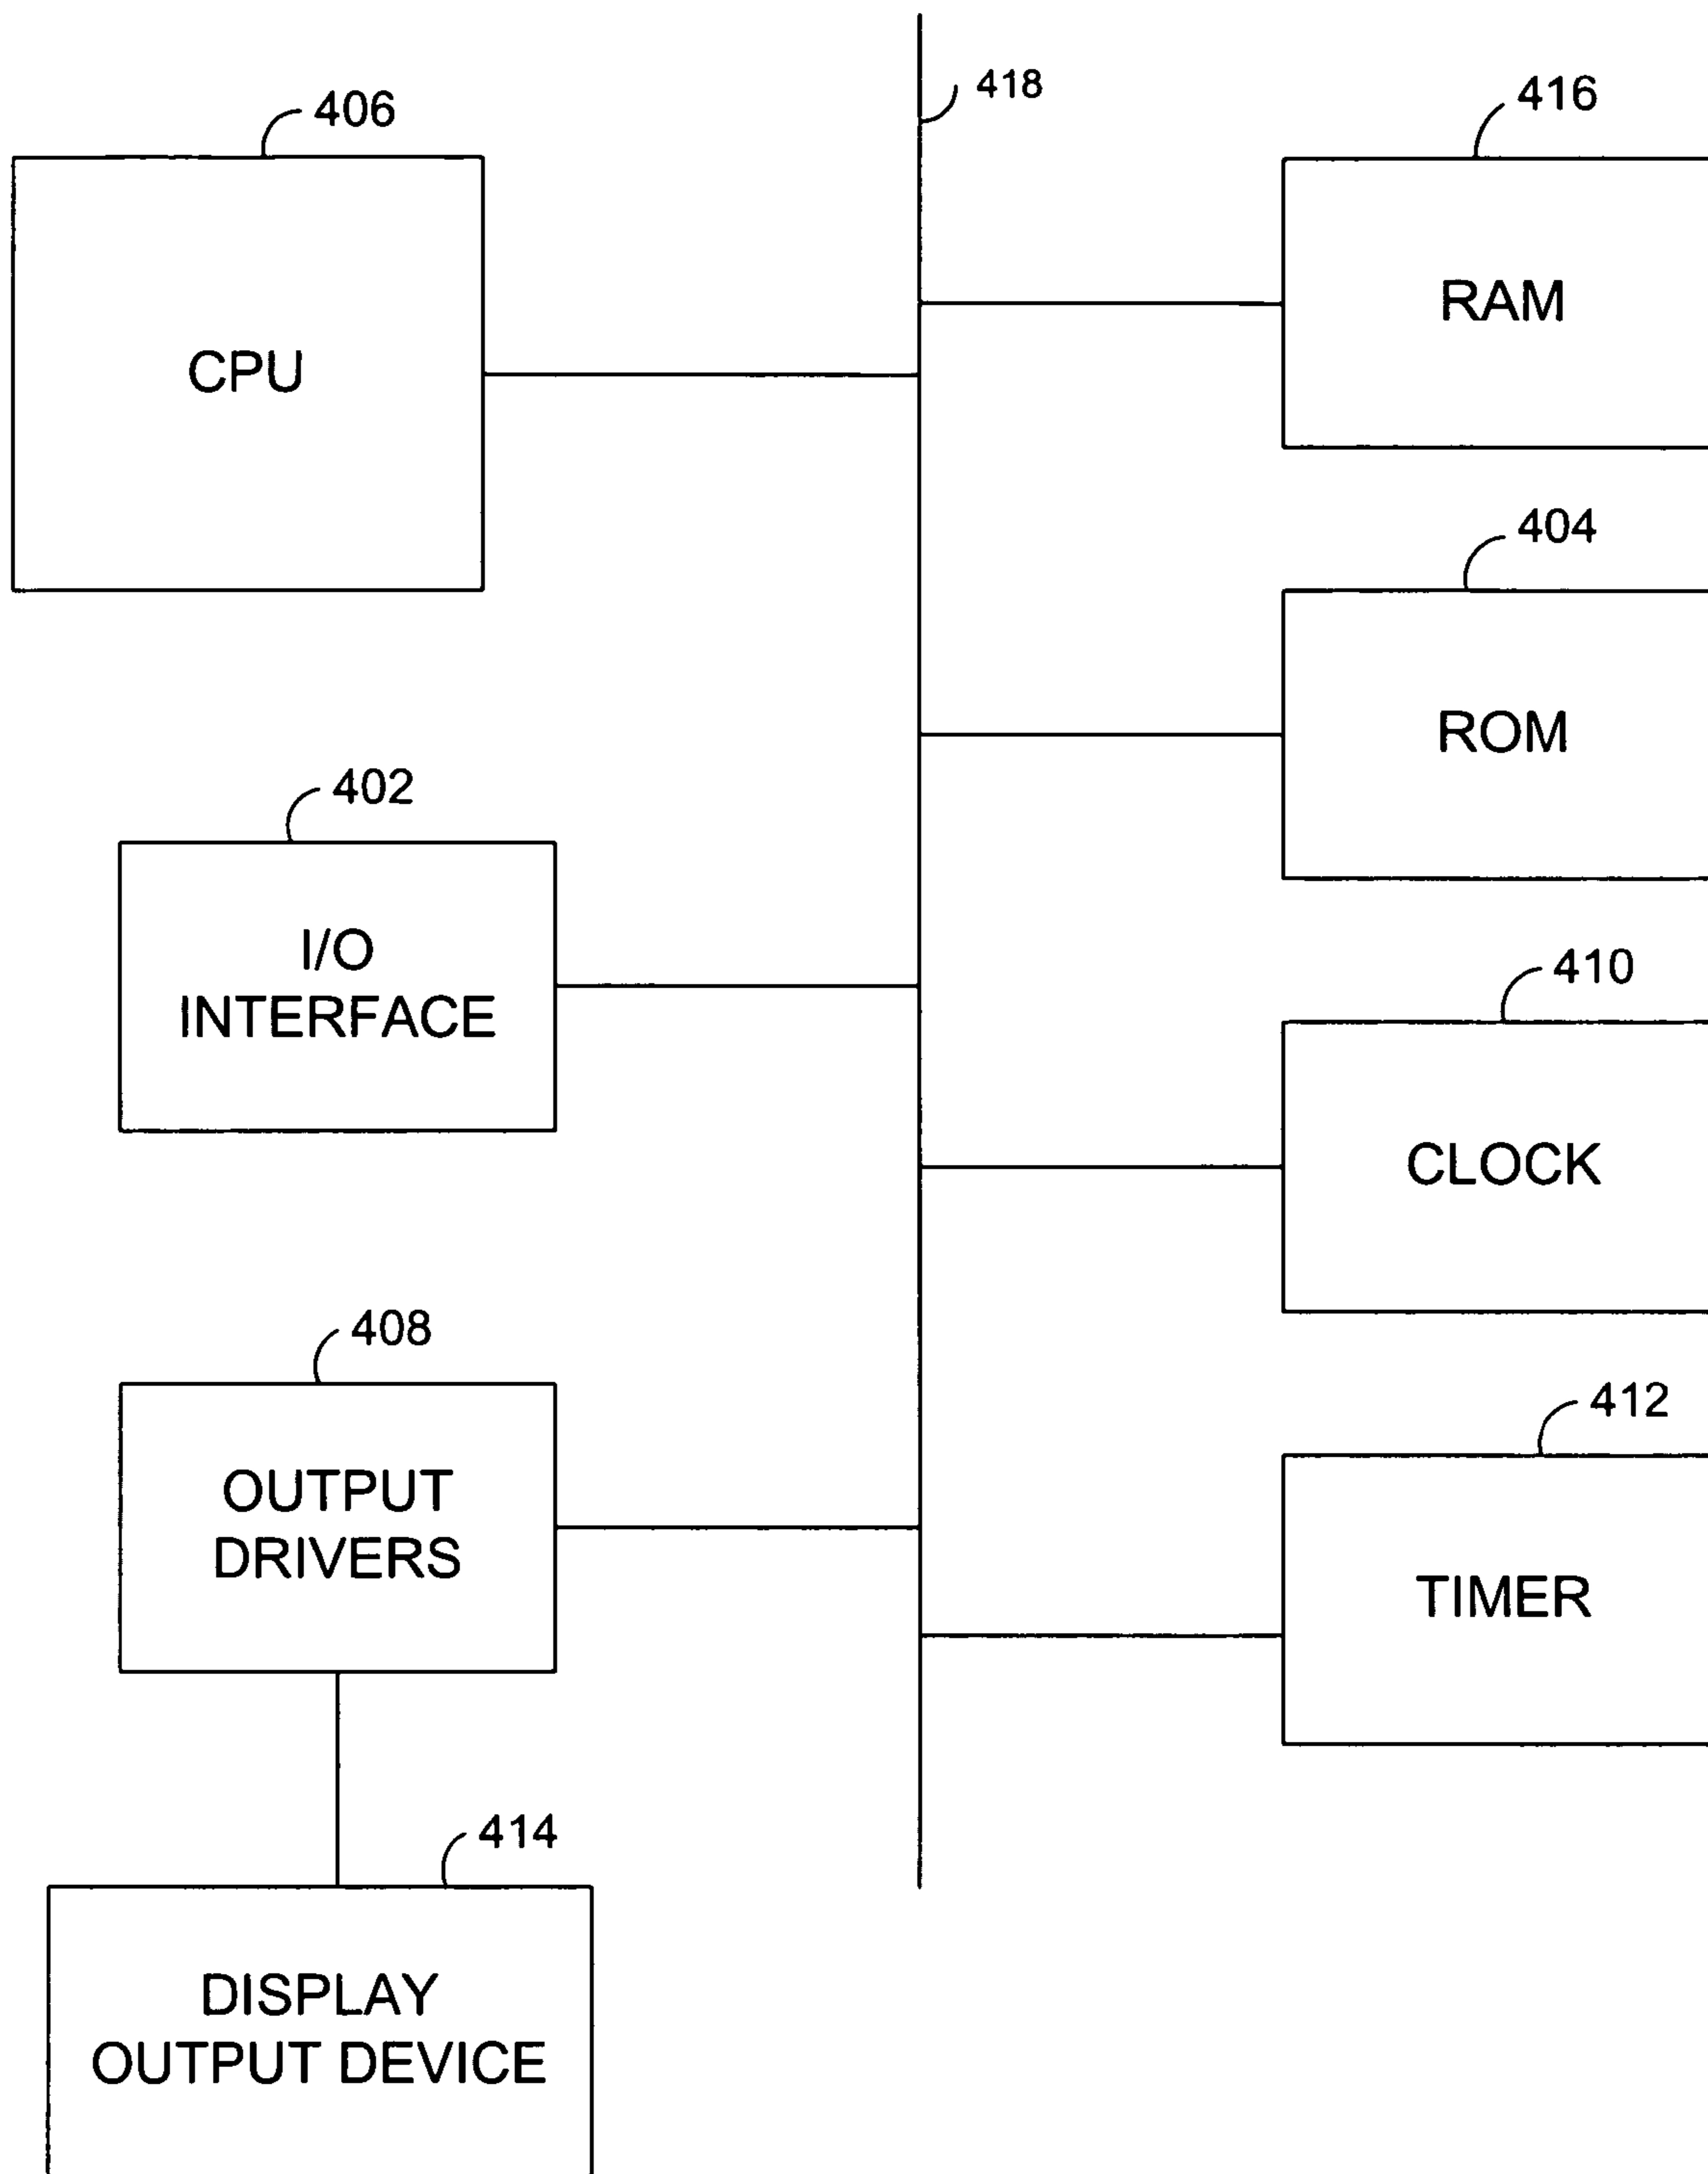 418
406
416
CPU
RAM
404
ROM
402
I/O
INTERFACE
410
CLOCK
408
OUTPUT
DRIVERS
412
TIMER
414
DISPLAY
OUTPUT DEVICE